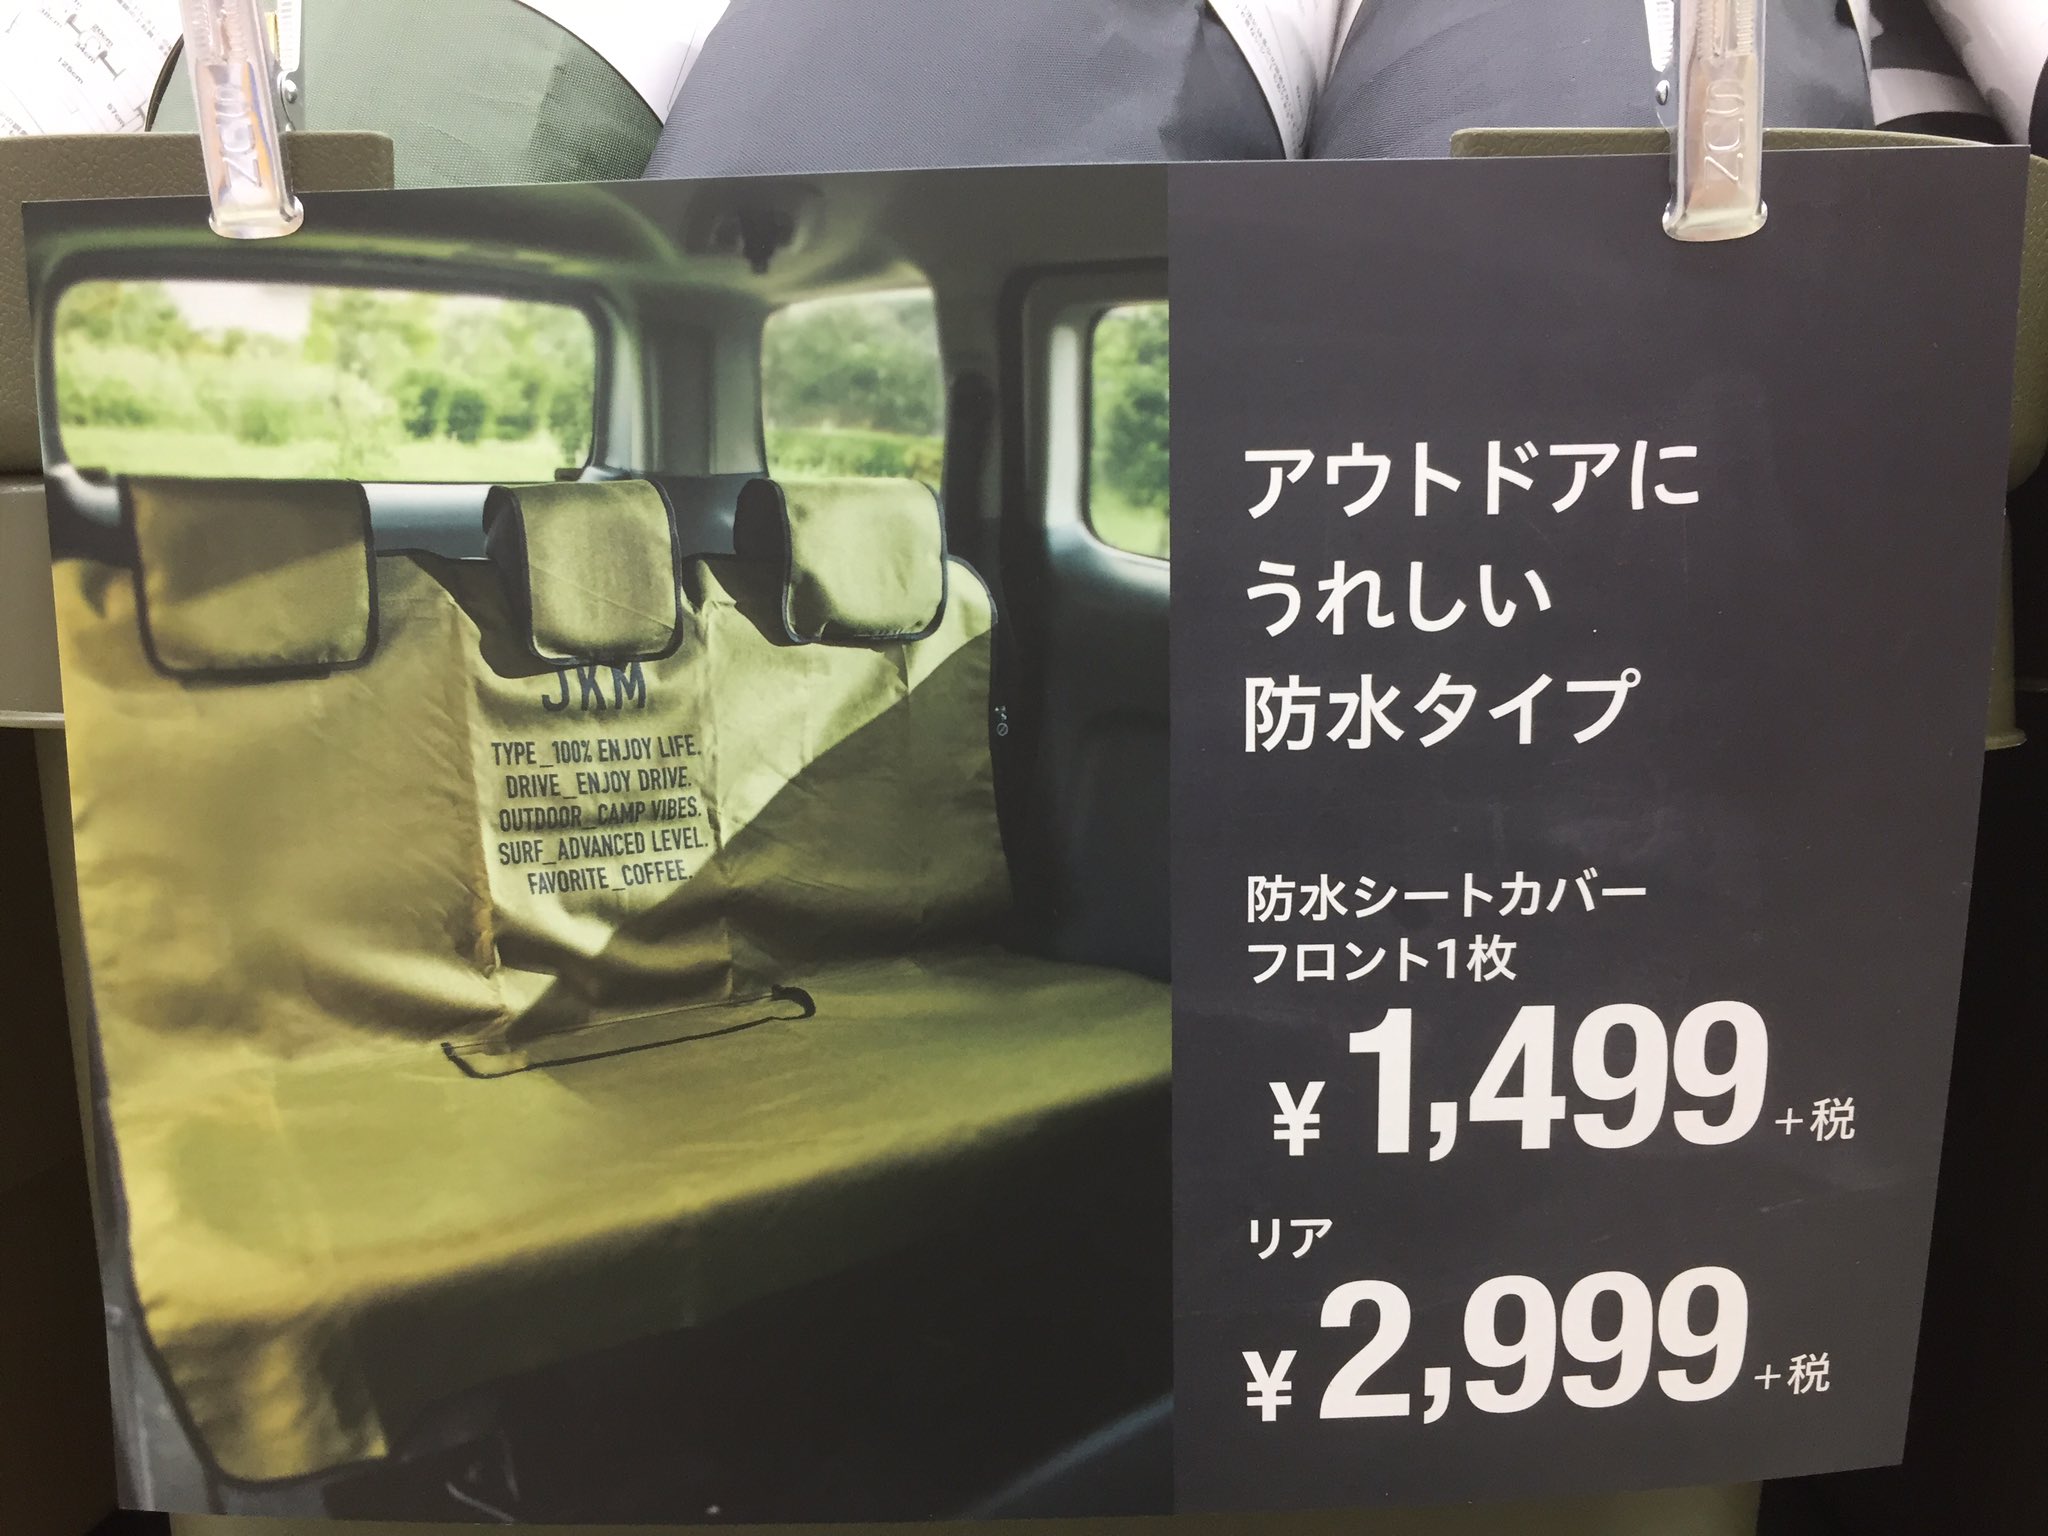 アウトドアに
うれしい
防水タイプ
防水シートカバー
フロント1枚
¥1,499+税
リア
¥2,999+税
JKM
TYPE_100% ENJOY LIFE.
DRIVE_ENJOY DRIVE.
OUTDOOR_CAMP VIBES.
SURF_ADVANCED LEVEL.
FAVORITE_COFFEE.